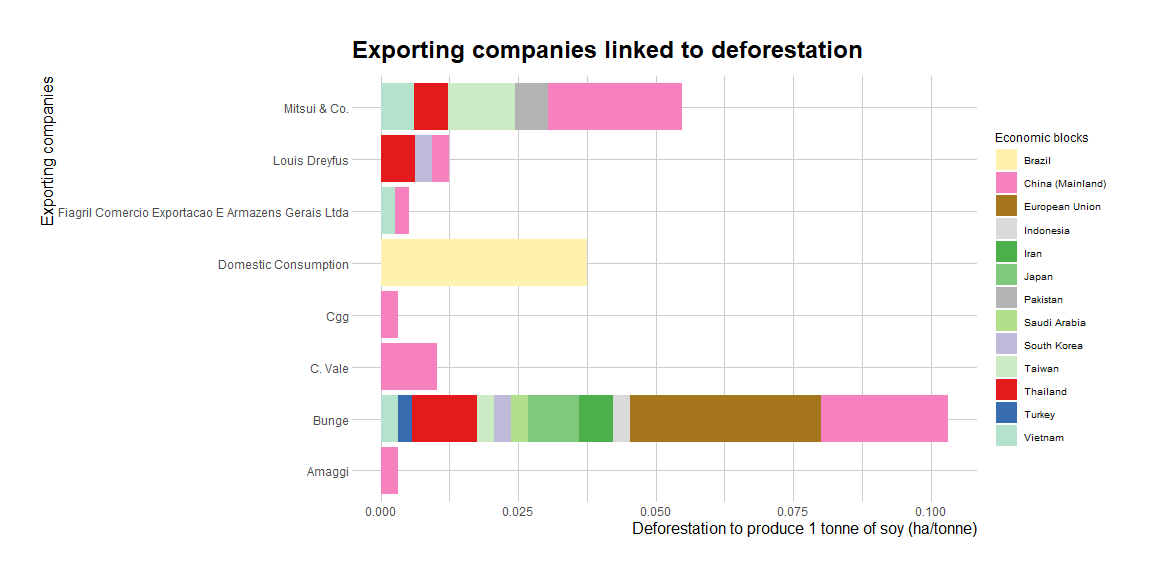 Exporting companies linked to deforestation
Exporting companies
Mitsui & Co.
Louis Dreyfus
Fiagril Comercio Exportacao E Armazens Gerais Ltda
Domestic Consumption
Cgg
C. Vale
Bunge
Amaggi
0.000 0.025 0.050 0.075 0.100
Deforestation to produce 1 tonne of soy (ha/tonne)
Economic blocks
Brazil
China (Mainland)
European Union
Indonesia
Iran
Japan
Pakistan
Saudi Arabia
South Korea
Taiwan
Thailand
Turkey
Vietnam